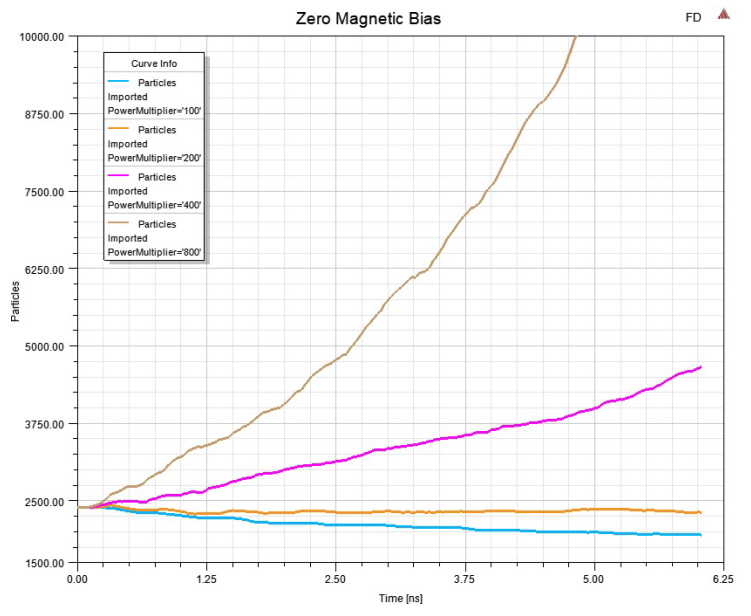 Zero Magnetic Bias
FD
Curve Info
Particles
Imported
PowerMultiplier='100'
Particles
Imported
PowerMultiplier='200'
Particles
Imported
PowerMultiplier='400'
Particles
Imported
PowerMultiplier='800'
Particles
10000.00
8750.00
7500.00
6250.00
5000.00
3750.00
2500.00
1500.00
0.00 1.25 2.50 3.75 5.00 6.25
Time [ns]